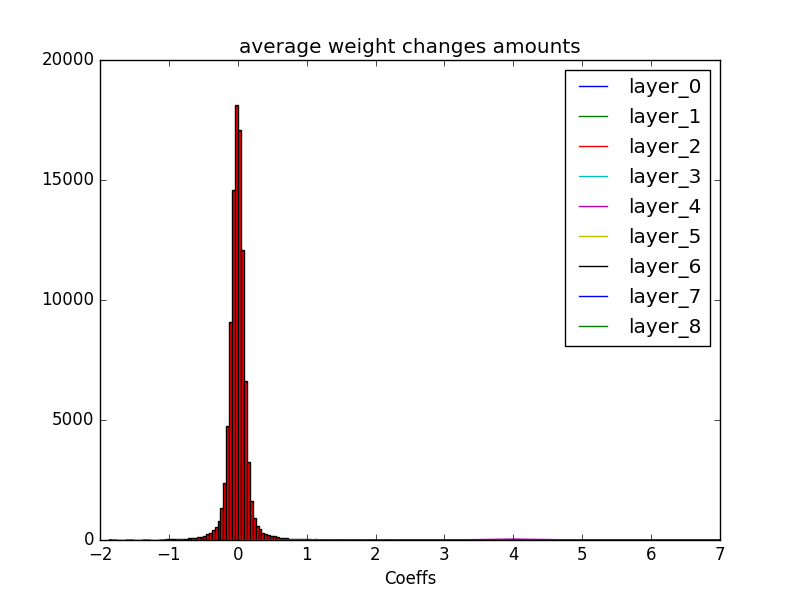 average weight changes amounts
20000
15000
10000
5000
0
layer_0
layer_1
layer_2
layer_3
layer_4
layer_5
layer_6
layer_7
layer_8
−2 −1 0 1 2 3 4 5 6 7
Coeffs